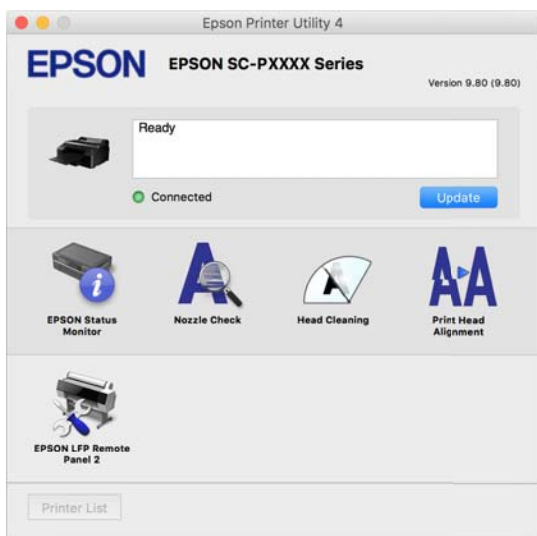 Epson Printer Utility 4
EPSON
EPSON SC-PXXXX Series
Version 9.80 (9.80)
Ready
Connected
Update
EPSON Status
Monitor
Nozzle Check
Head Cleaning
Print Head
Alignment
EPSON LFP Remote
Panel 2
Printer List